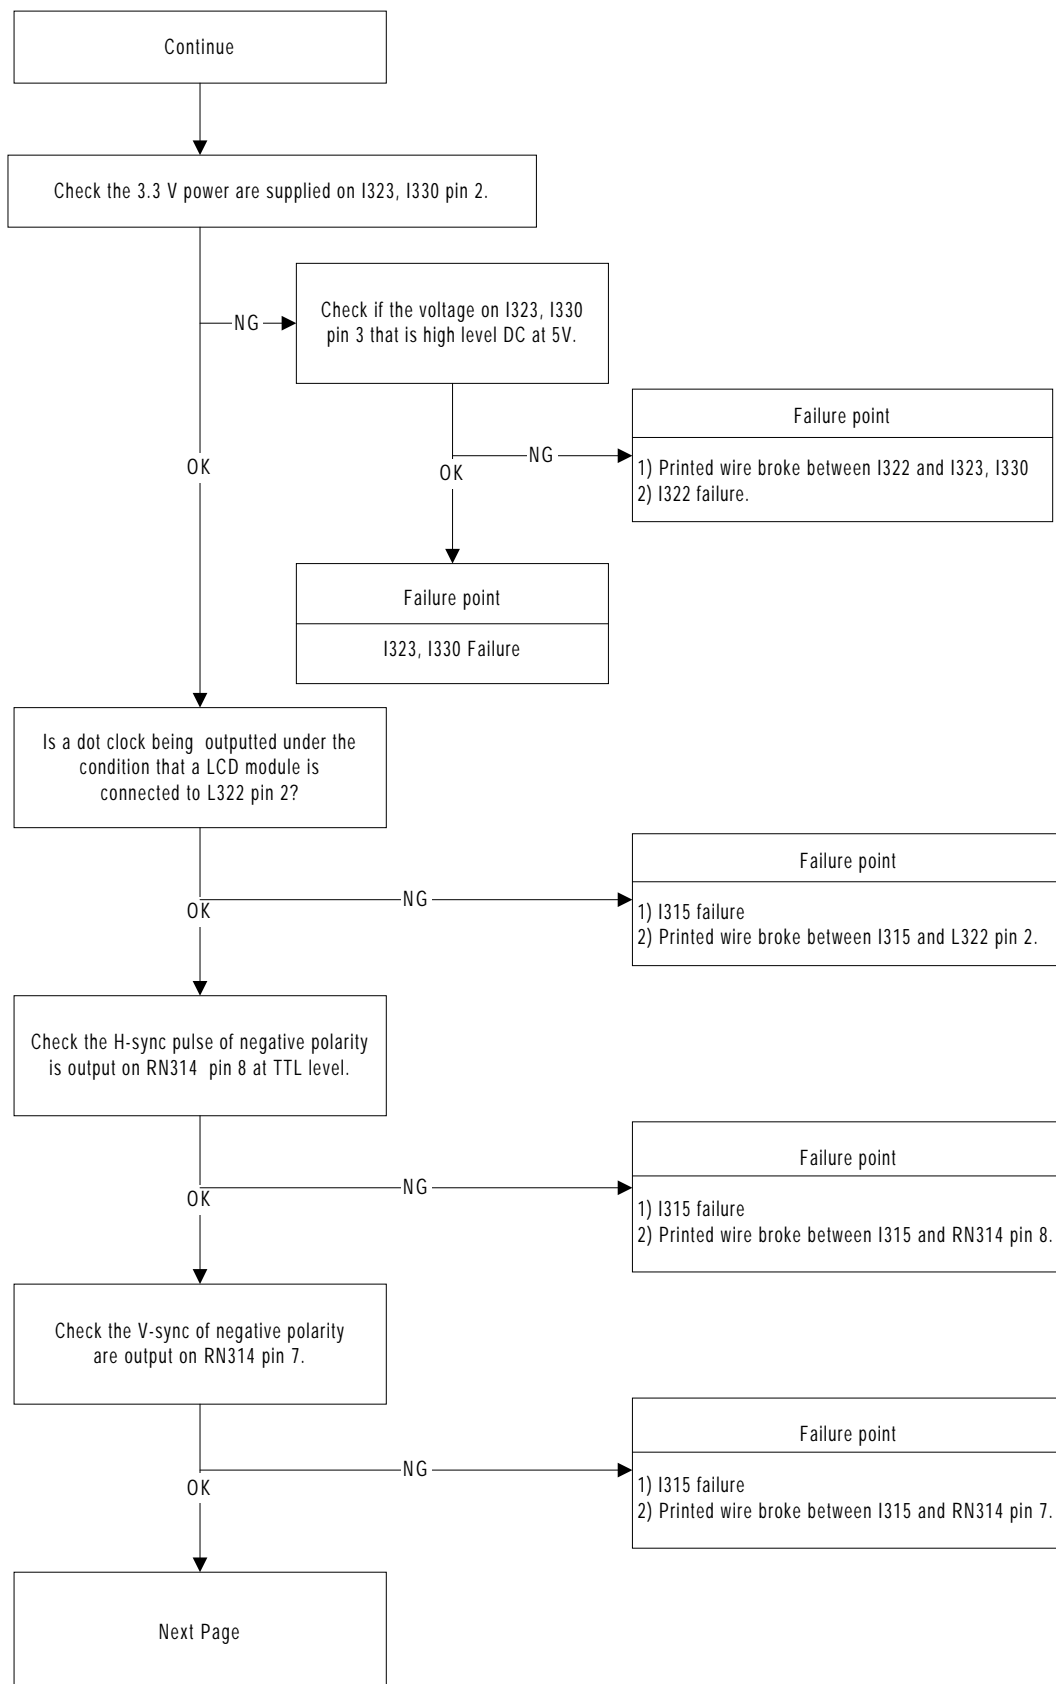 Continue
Check the 3.3 V power are supplied on I323, I330 pin 2.
NG
Check if the voltage on I323, I330
pin 3 that is high level DC at 5V.
OK
NG
OK
Failure point
1) Printed wire broke between I322 and I323, I330
2) I322 failure.
Failure point
I323, I330 Failure
Is a dot clock being outputted under the
condition that a LCD module is
connected to L322 pin 2?
OK
NG
Failure point
1) I315 failure
2) Printed wire broke between I315 and L322 pin 2.
Check the H-sync pulse of negative polarity
is output on RN314 pin 8 at TTL level.
OK
NG
Failure point
1) I315 failure
2) Printed wire broke between I315 and RN314 pin 8.
Check the V-sync of negative polarity
are output on RN314 pin 7.
OK
NG
Failure point
1) I315 failure
2) Printed wire broke between I315 and RN314 pin 7.
Next Page